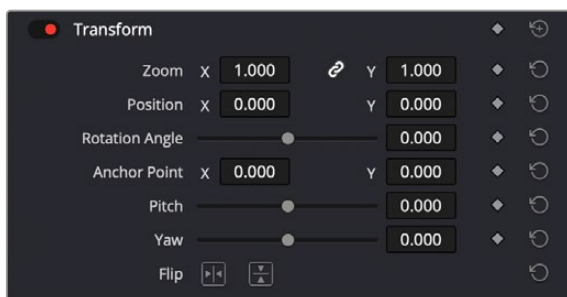 Transform
Zoom X 1.000 Y 1.000
Position X 0.000 Y 0.000
Rotation Angle 0.000
Anchor Point X 0.000 Y 0.000
Pitch 0.000
Yaw 0.000
Flip